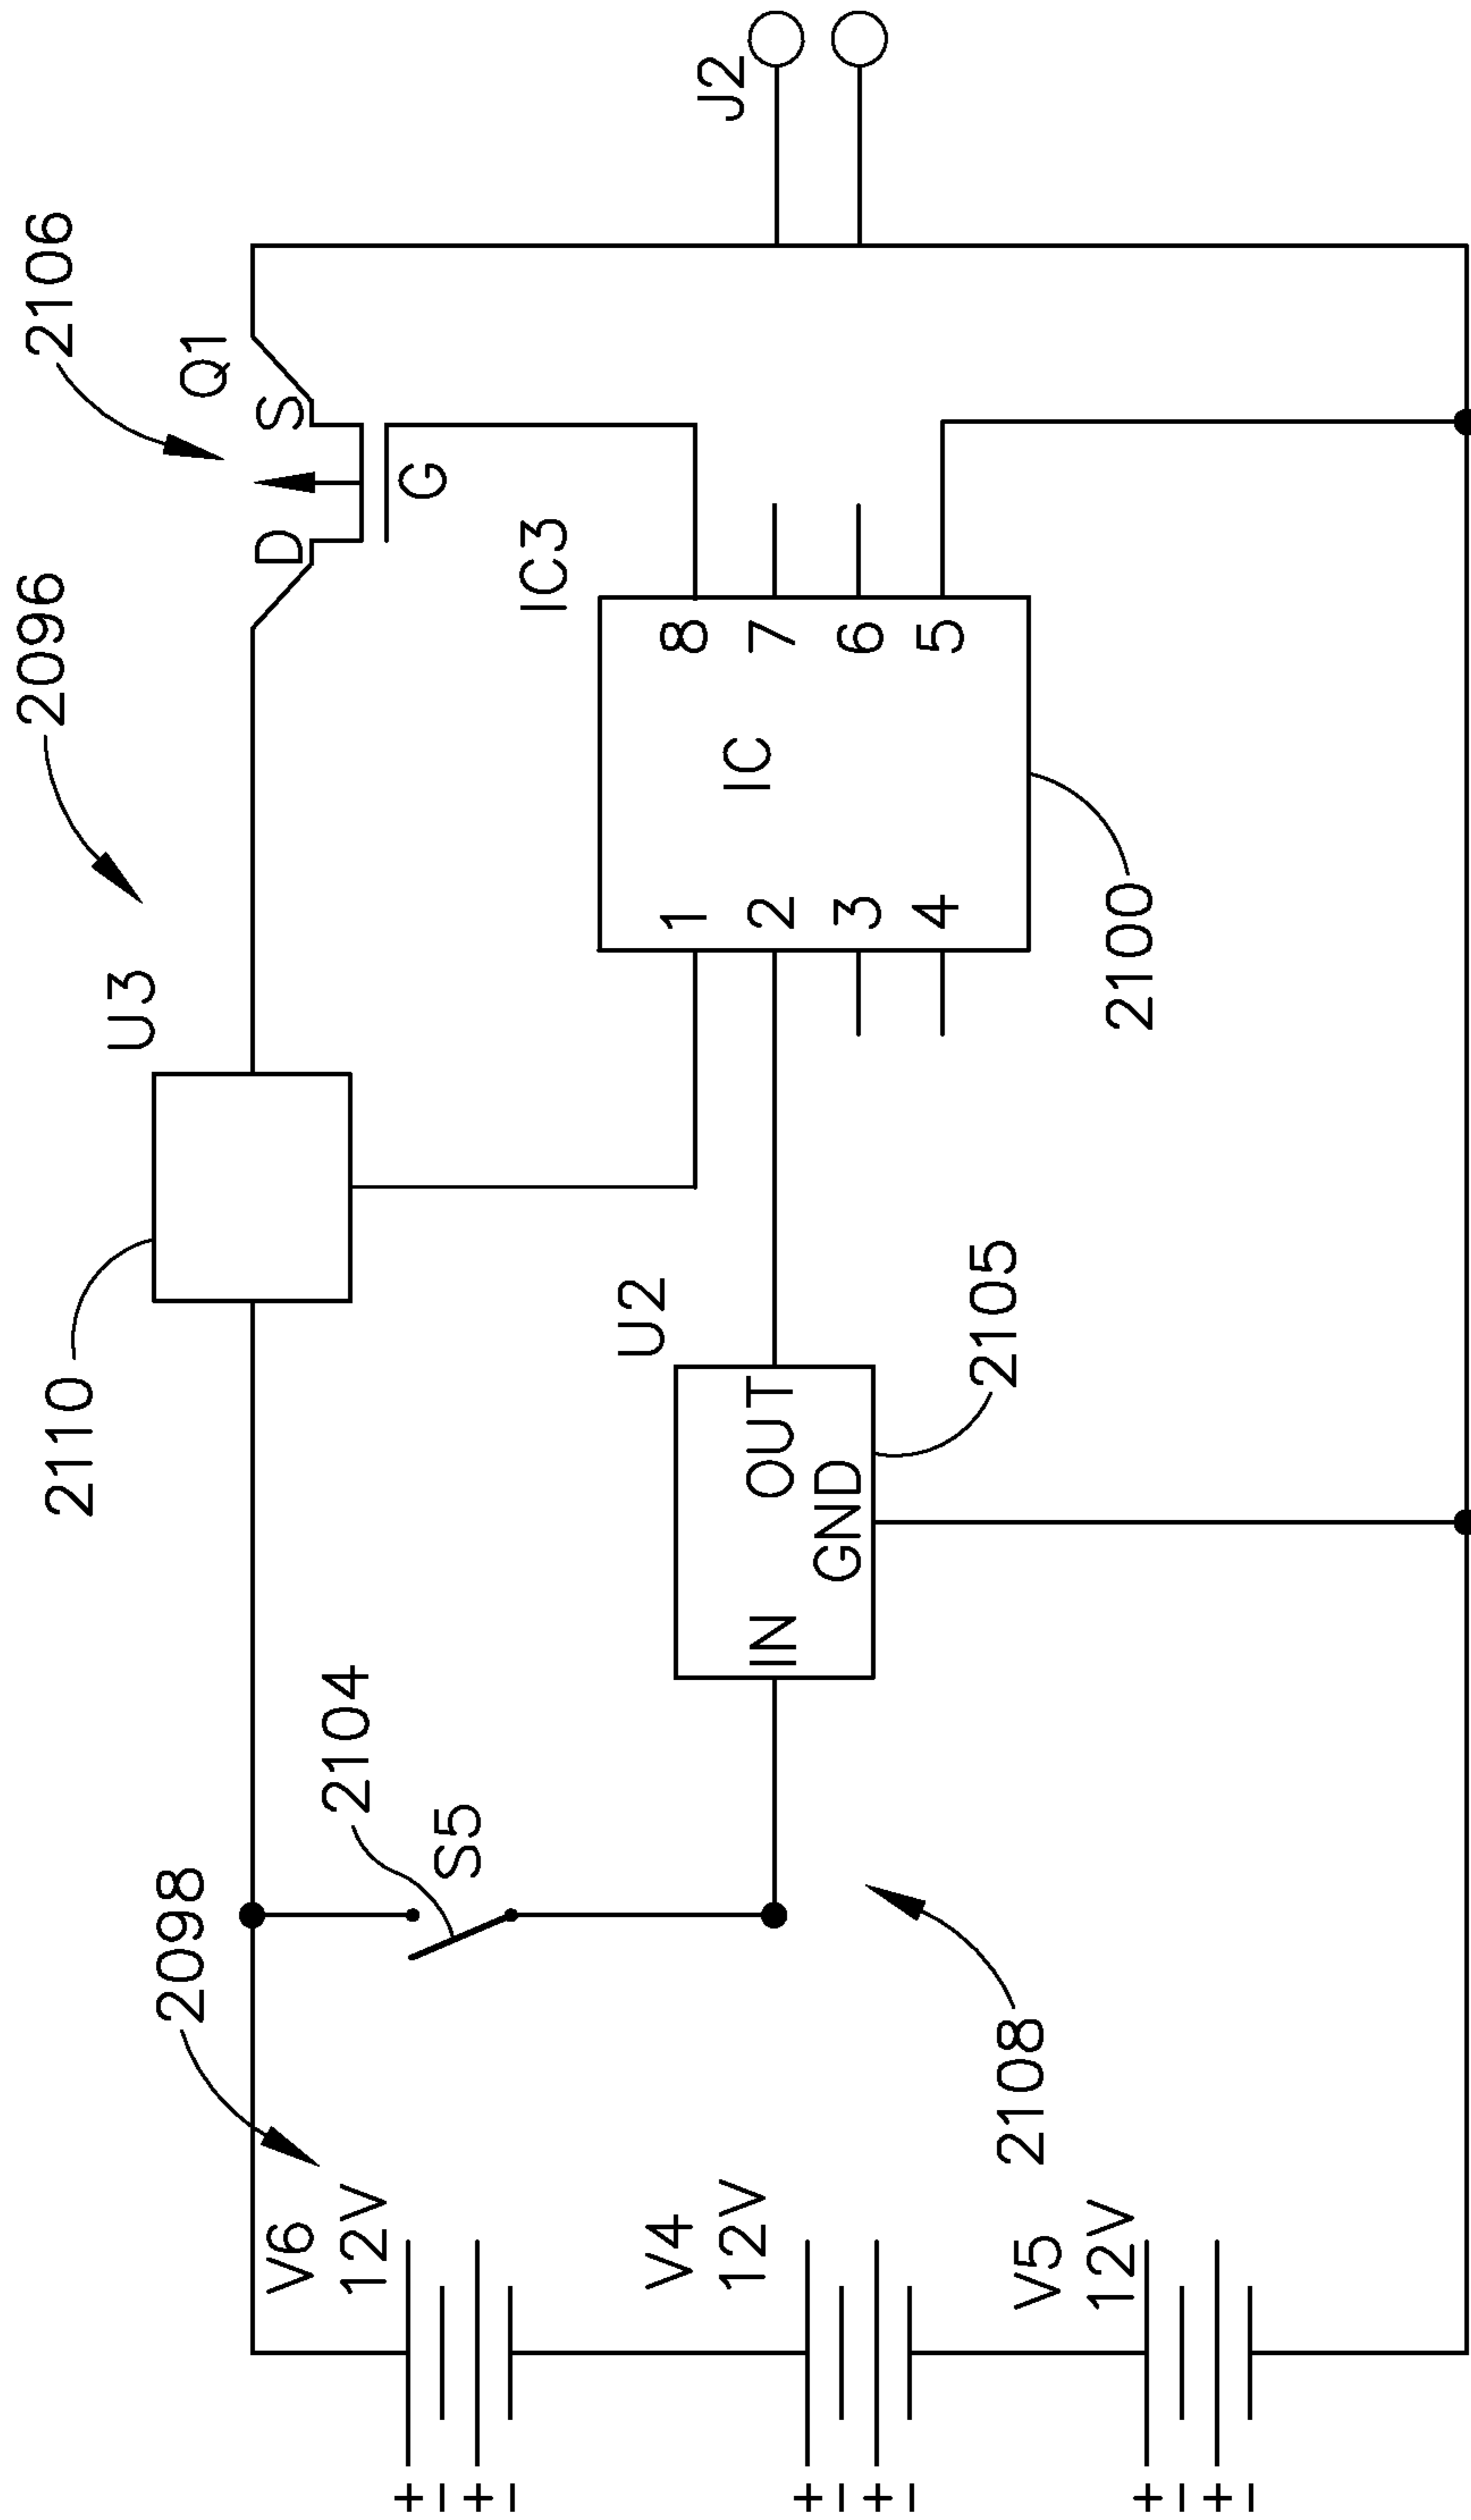 2096
2106
U3
Q1
D
S
2110
G
2098
2104
S5
IC3
J2
V6
12V
+
−
+
−
U2
IN
OUT
GND
2105
1
2
3
4
IC
8
7
6
5
2100
V4
12V
+
−
+
−
2108
V5
12V
+
−
+
−